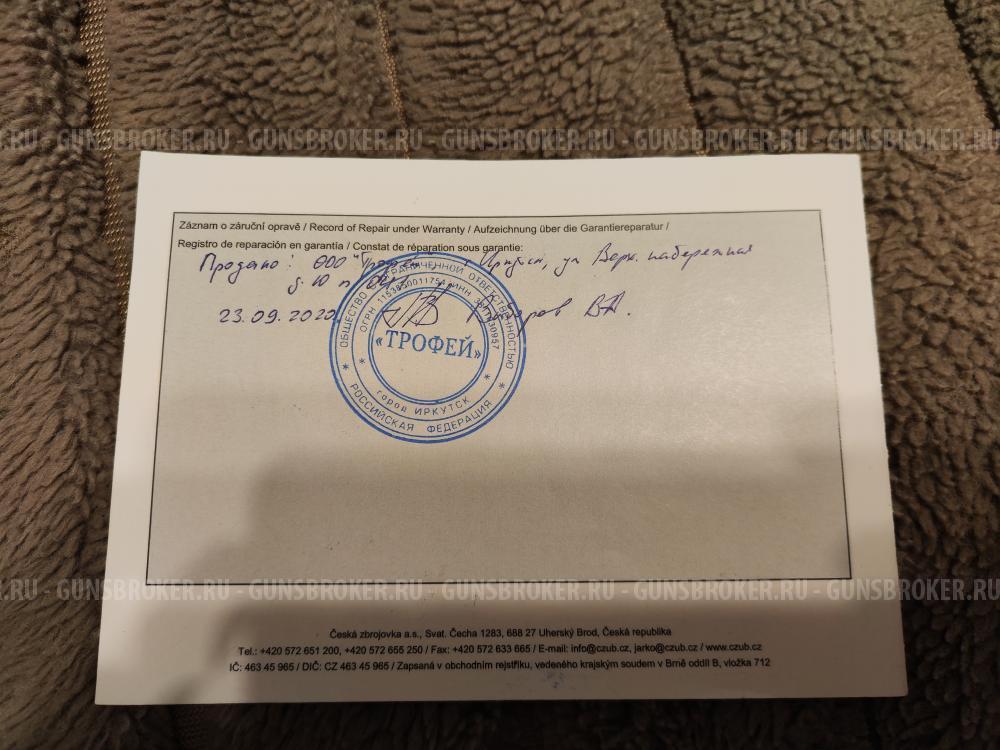 GUNSBROKER.RU - GUNSBROKER.RU - GUNSBROKER.RU - GUNSBROKER.RU - GUNSBROKER.RU
Záznam o záruční opravě / Record of Repair under Warranty / Aufzeichnung über die Garantiereparatur /
Registro de reparación en garantía / Constat de réparation sous garantie:
Продано: ООО "Трофей" г. Иркутск, ул Верх. набережная
д. 10
23.09.2020 В.А.
ОБЩЕСТВО С ОГРАНИЧЕННОЙ ОТВЕТСТВЕННОСТЬЮ
ОГРН ИНН
«ТРОФЕЙ»
город ИРКУТСК
РОССИЙСКАЯ ФЕДЕРАЦИЯ
GUNSBROKER.RU - GUNSBROKER.RU - GUNSBROKER.RU - GUNSBROKER.RU - GUNSBROKER.RU
Česká zbrojovka a.s., Svat. Čecha 1283, 688 27 Uherský Brod, Česká republika
Tel.: +420 572 651 200, +420 572 655 250 / Fax: +420 572 633 665 / E-mail: info@czub.cz, jarko@czub.cz / www.czub.cz
IČ: 463 45 965 / DIČ: CZ 463 45 965 / Zapsaná v obchodním rejstříku, vedeného krajským soudem v Brně oddíl B, vložka 712